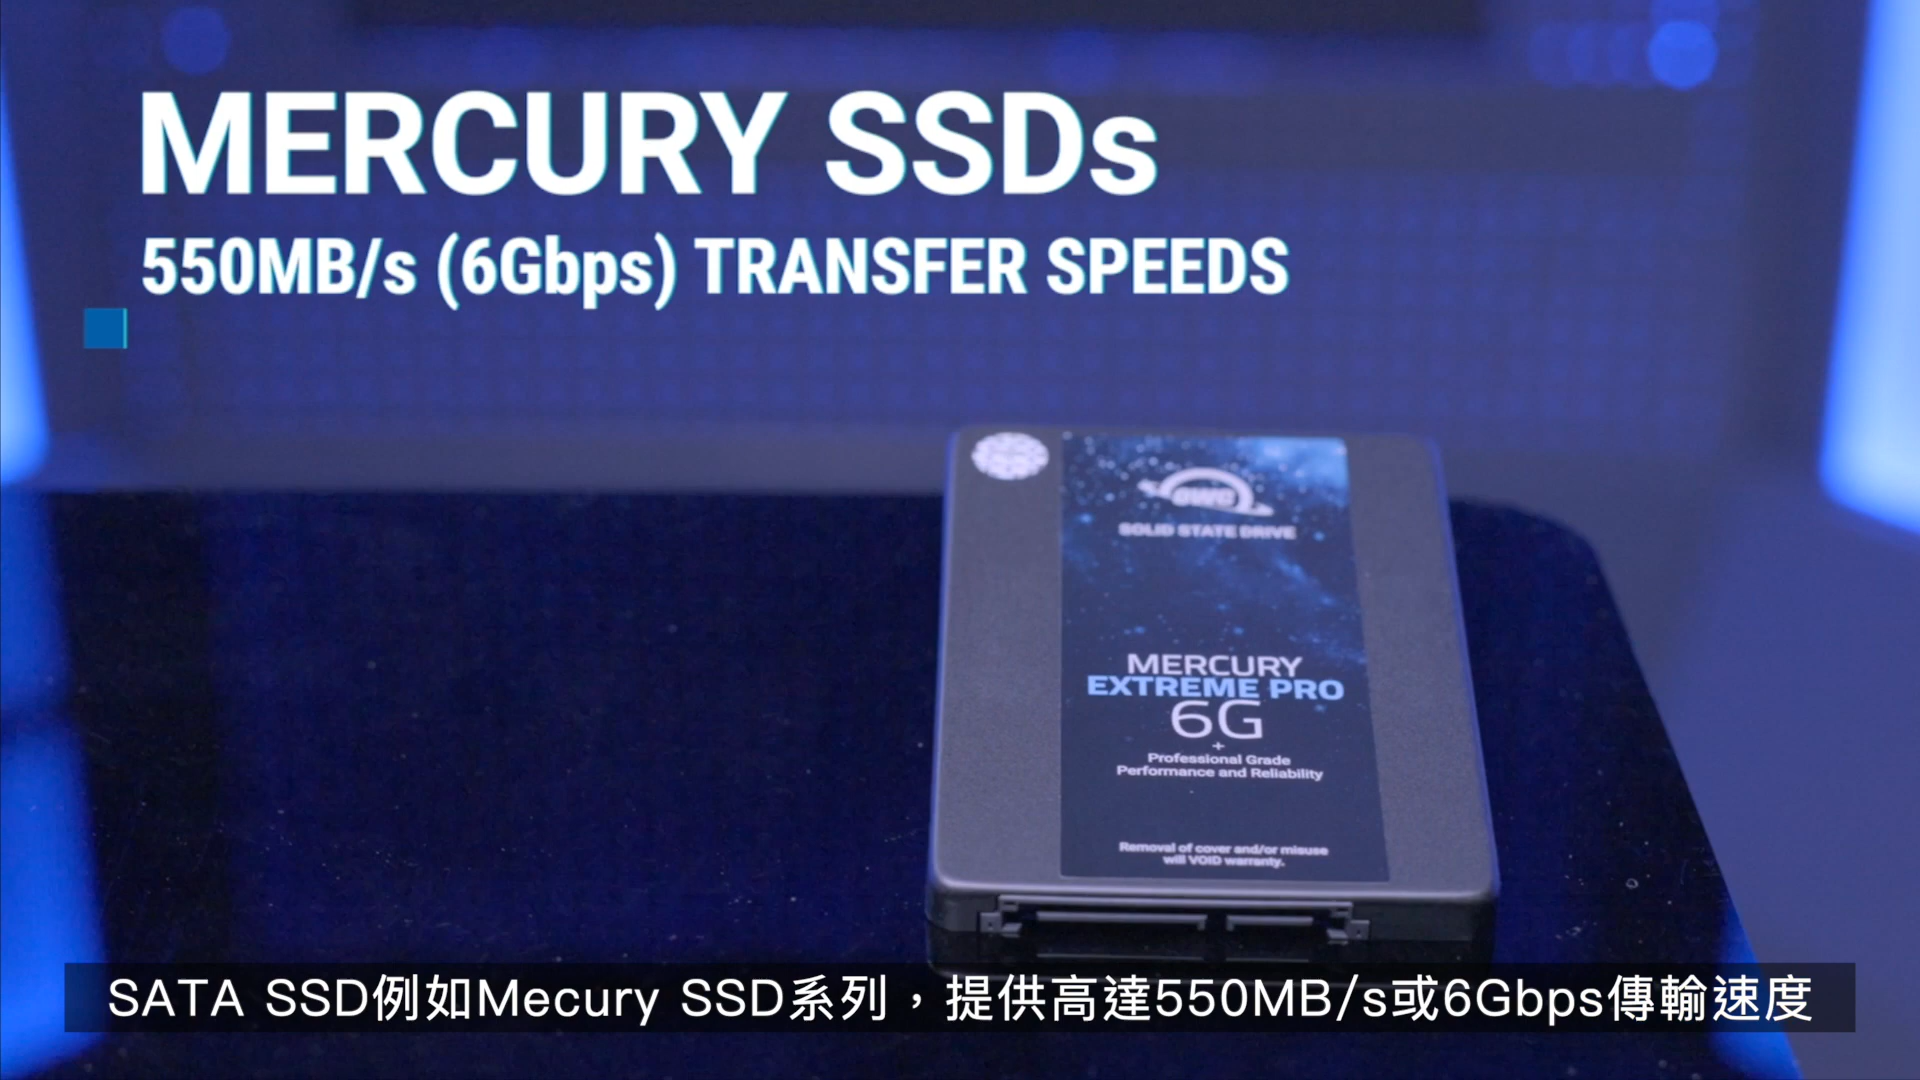 MERCURY SSDs
550MB/s (6Gbps) TRANSFER SPEEDS
OWC
SOLID STATE DRIVE
MERCURY
EXTREME PRO
6G
+
Professional Grade
Performance and Reliability
Removal of cover and/or misuse
will VOID warranty.
SATA SSD例如Mecury SSD系列，提供高達550MB/s或6Gbps傳輸速度